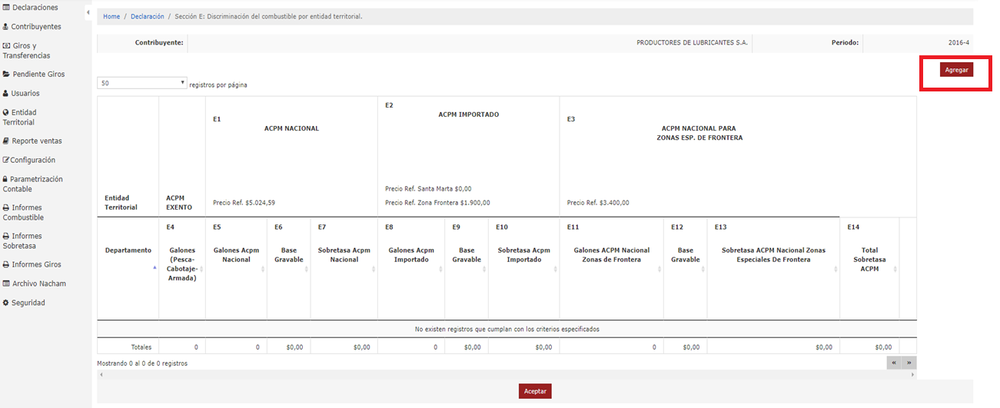 Declaraciones
Contribuyentes
Giros y
Transferencias
Pendiente Giros
Usuarios
Entidad
Territorial
Reporte ventas
Configuración
Parametrización
Contable
Informes
Combustible
Informes
Sobretasa
Informes Giros
Archivo Nacham
Seguridad
Home / Declaración / Sección E: Discriminación del combustible por entidad territorial.
Contribuyente: PRODUCTORES DE LUBRICANTES S.A. Periodo: 2016-4
Agregar
50 registros por página
Entidad
Territorial
ACPM
EXENTO
E1
ACPM NACIONAL
Precio Ref. $5.024,59
E2
ACPM IMPORTADO
Precio Ref. Santa Marta $0,00
Precio Ref. Zona Frontera $1.900,00
E3
ACPM NACIONAL PARA
ZONAS ESP. DE FRONTERA
Precio Ref. $3.400,00
Departamento
E4
Galones
(Pesca-
Cabotaje-
Armada)
E5
Galones Acpm
Nacional
E6
Base
Gravable
E7
Sobretasa Acpm
Nacional
E8
Galones Acpm
Importado
E9
Base
Gravable
E10
Sobretasa Acpm
Importado
E11
Galones ACPM Nacional
Zonas de Frontera
E12
Base
Gravable
E13
Sobretasa ACPM Nacional Zonas
Especiales De Frontera
E14
Total
Sobretasa
ACPM
No existen registros que cumplan con los criterios especificados
Totales 0 0 $0,00 $0,00 0 $0,00 $0,00 0 $0,00 $0,00 $0,00
Mostrando 0 al 0 de 0 registros « »
Aceptar